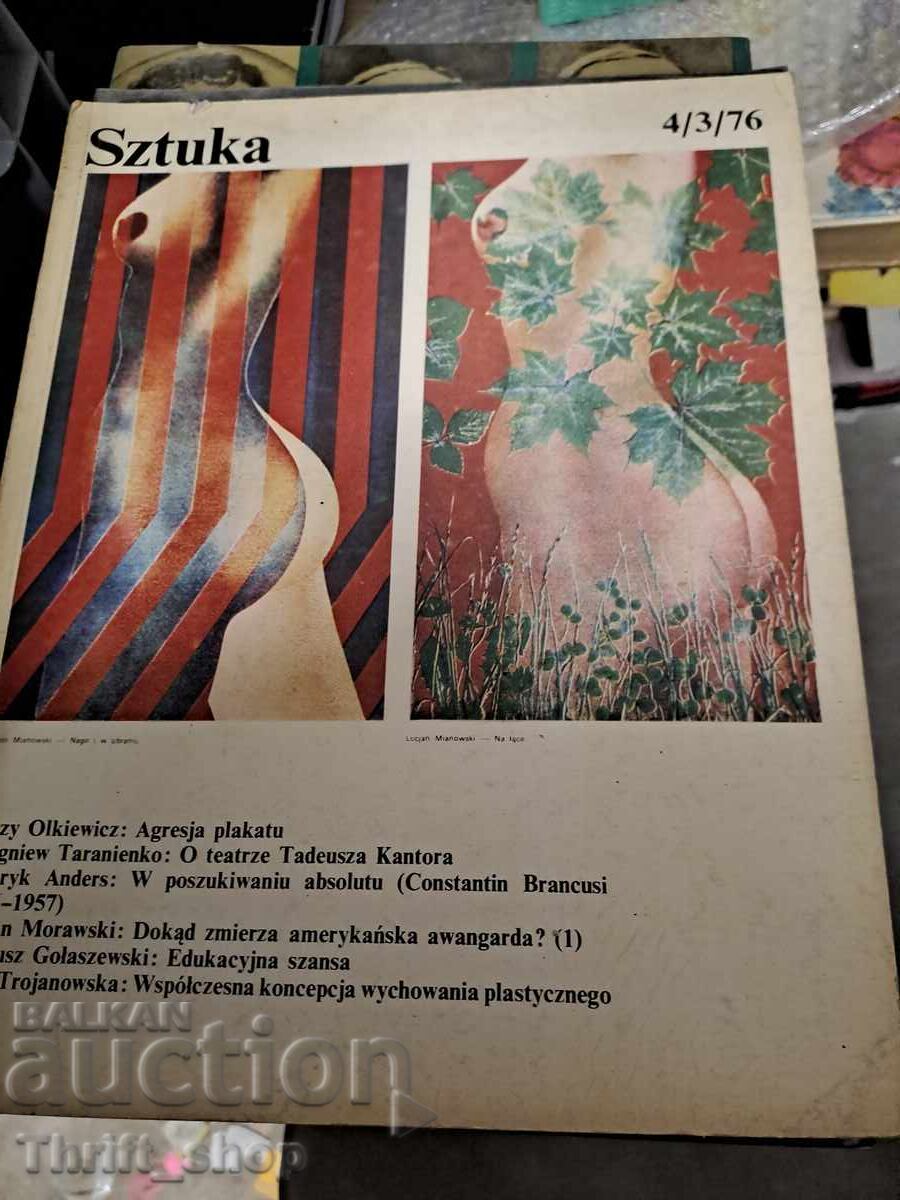 Sztuka
4/3/76
Mianowski — Nagie i w
Lucjan Mianowski — Na łące
zy Olkiewicz: Agresja plakatu
gniew Taranienko: O teatrze Tadeusza Kantora
ryk Anders: W poszukiwaniu absolutu (Constantin Brancusi
–1957)
n Morawski: Dokąd zmierza amerykańska awangarda? (1)
usz Gołaszewski: Edukacyjna szansa
Trojanowska: Współczesna koncepcja wychowania plastycznego
BALKAN
auction
Thrift_shop